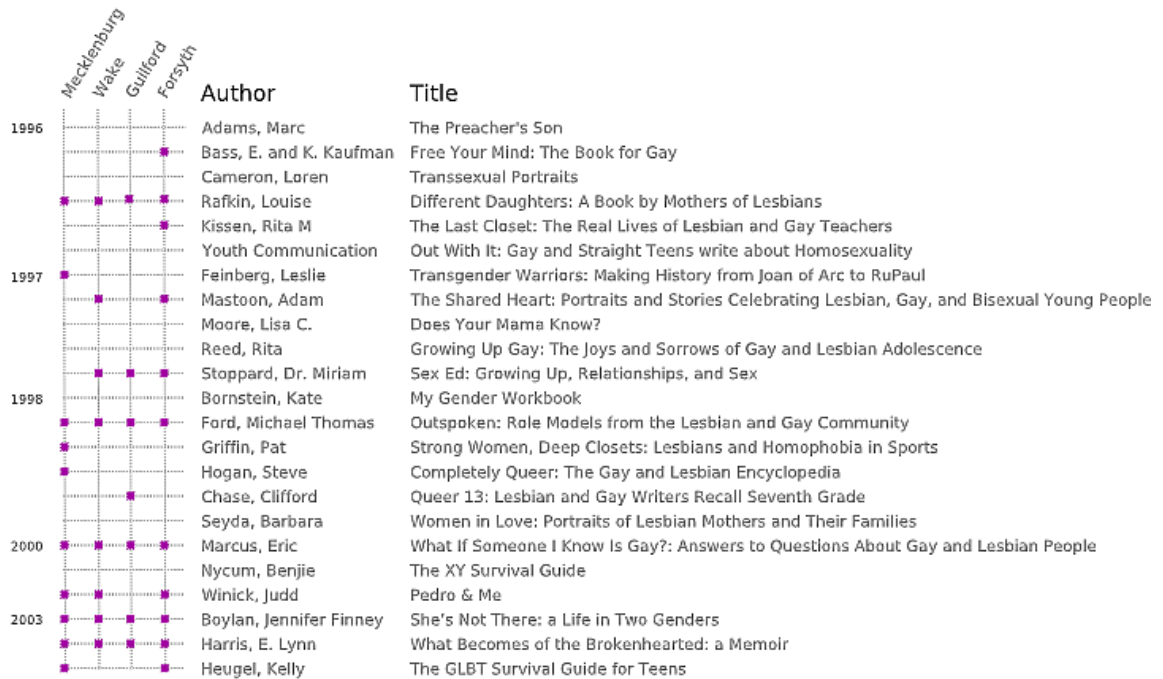 Mecklenburg Wake Guilford Forsyth
Author Title
1996 Adams, Marc The Preacher's Son
Bass, E. and K. Kaufman Free Your Mind: The Book for Gay
Cameron, Loren Transsexual Portraits
Rafkin, Louise Different Daughters: A Book by Mothers of Lesbians
Kissen, Rita M The Last Closet: The Real Lives of Lesbian and Gay Teachers
Youth Communication Out With It: Gay and Straight Teens write about Homosexuality
1997 Feinberg, Leslie Transgender Warriors: Making History from Joan of Arc to RuPaul
Mastoon, Adam The Shared Heart: Portraits and Stories Celebrating Lesbian, Gay, and Bisexual Young People
Moore, Lisa C. Does Your Mama Know?
Reed, Rita Growing Up Gay: The Joys and Sorrows of Gay and Lesbian Adolescence
Stoppard, Dr. Miriam Sex Ed: Growing Up, Relationships, and Sex
1998 Bornstein, Kate My Gender Workbook
Ford, Michael Thomas Outspoken: Role Models from the Lesbian and Gay Community
Griffin, Pat Strong Women, Deep Closets: Lesbians and Homophobia in Sports
Hogan, Steve Completely Queer: The Gay and Lesbian Encyclopedia
Chase, Clifford Queer 13: Lesbian and Gay Writers Recall Seventh Grade
Seyda, Barbara Women in Love: Portraits of Lesbian Mothers and Their Families
2000 Marcus, Eric What If Someone I Know Is Gay?: Answers to Questions About Gay and Lesbian People
Nycum, Benjie The XY Survival Guide
Winick, Judd Pedro & Me
2003 Boylan, Jennifer Finney She's Not There: a Life in Two Genders
Harris, E. Lynn What Becomes of the Brokenhearted: a Memoir
Heugel, Kelly The GLBT Survival Guide for Teens